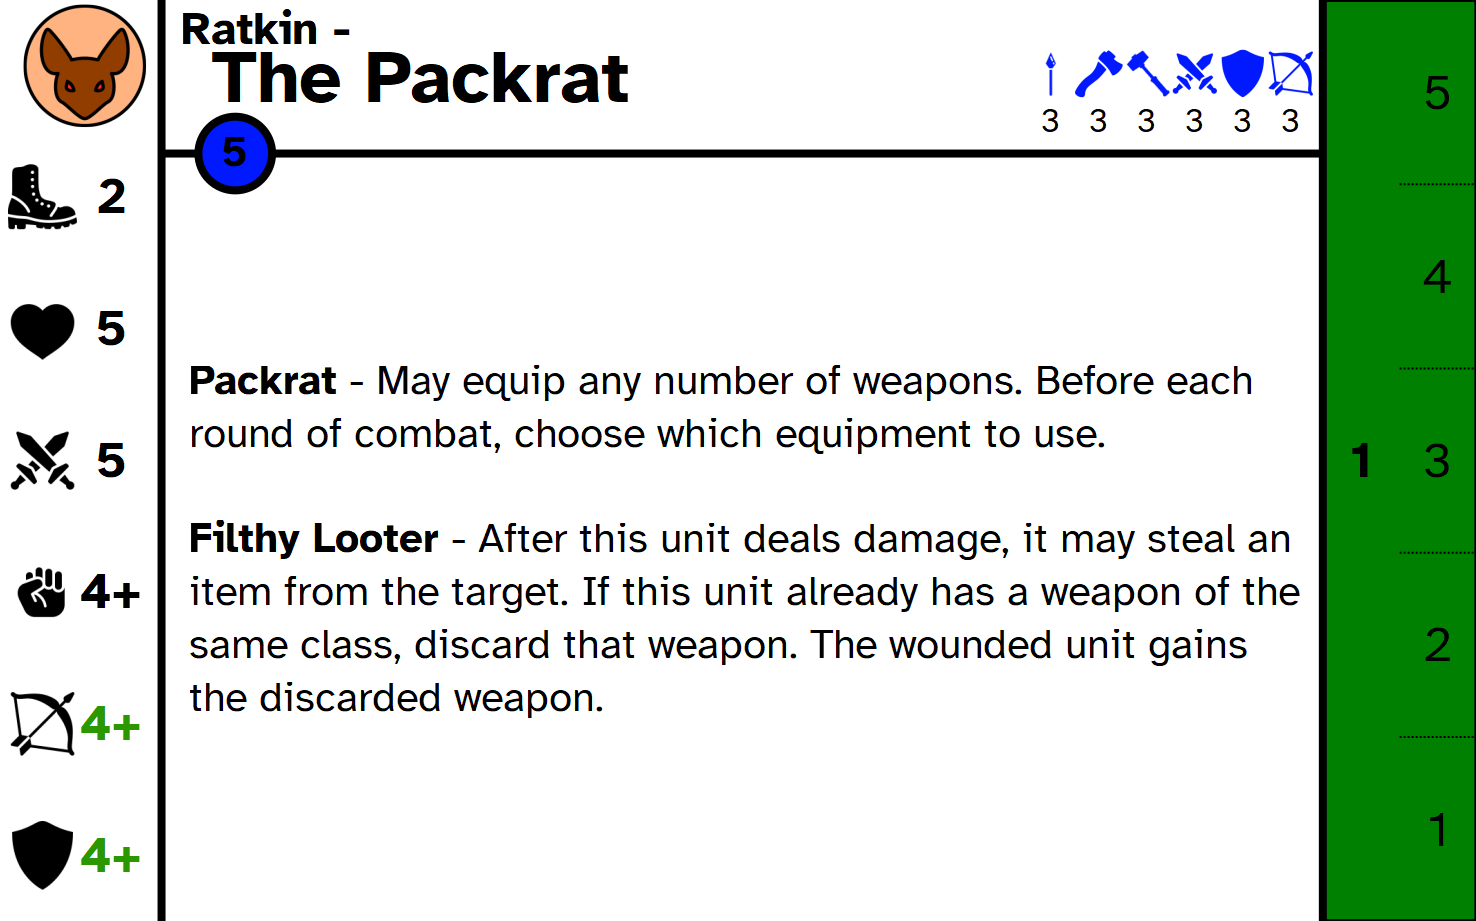 Ratkin -
The Packrat
3 3 3 3 3 3
5
2
5
5
4+
4+
4+
Packrat - May equip any number of weapons. Before each
round of combat, choose which equipment to use.
Filthy Looter - After this unit deals damage, it may steal an
item from the target. If this unit already has a weapon of the
same class, discard that weapon. The wounded unit gains
the discarded weapon.
5
4
1 3
2
1